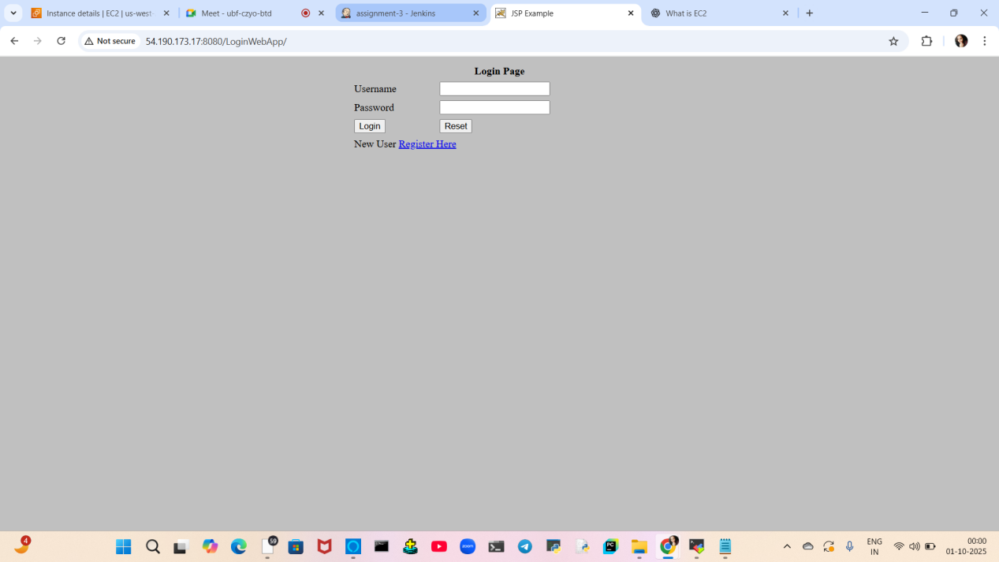 Instance details | EC2 | us-west-
Meet - ubf-czyo-btd
assignment-3 - Jenkins
JSP Example
What is EC2
Not secure
54.190.173.17:8080/LoginWebApp/
Login Page
Username
Password
Login
Reset
New User Register Here
4
59
PC
zoom
ENG
IN
00:00
01-10-2025